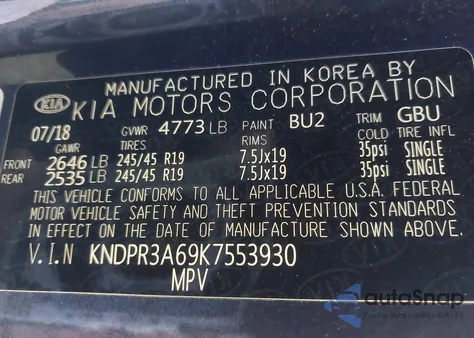 MANUFACTURED IN KOREA BY
KIA KIA MOTORS CORPORATION
07/18 GVWR 4773 LB PAINT BU2 TRIM GBU
GAWR TIRES RIMS COLD TIRE INFL
FRONT 2646 LB 245/45 R19 7.5Jx19 35psi SINGLE
REAR 2535 LB 245/45 R19 7.5Jx19 35psi SINGLE
THIS VEHICLE CONFORMS TO ALL APPLICABLE U.S.A. FEDERAL
MOTOR VEHICLE SAFETY AND THEFT PREVENTION STANDARDS
IN EFFECT ON THE DATE OF MANUFACTURE SHOWN ABOVE.
V.I.N KNDPR3A69K7553930
MPV
autoSnap